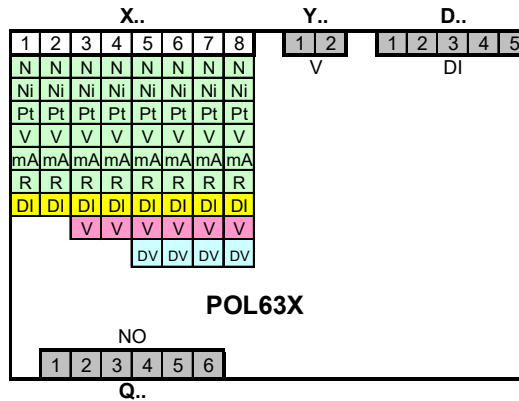 X.. Y.. D..
1 2 3 4 5 6 7 8 1 2 1 2 3 4 5
N N N N N N N N V DI
Ni Ni Ni Ni Ni Ni Ni Ni
Pt Pt Pt Pt Pt Pt Pt Pt
V V V V V V V V
mA mA mA mA mA mA mA mA
R R R R R R R R
DI DI DI DI DI DI DI DI
V V V V V V
DV DV DV DV
POL63X
NO
1 2 3 4 5 6
Q..